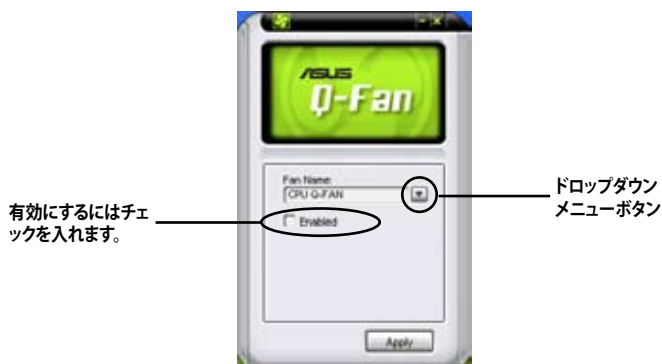 ASUS
Q-Fan
Fan Name:
CPU Q-FAN
Enabled
有効にするにはチェ
ックを入れます。
ドロップダウン
メニューボタン
Apply